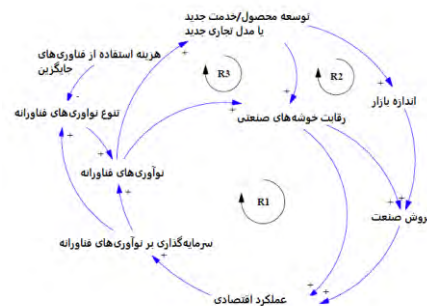 توسعه محصول/خدمت جدید
یا مدل تجاری جدید
هزینه استفاده از فناوری‌های
جایگزین
R3
R2
اندازه بازار
تنوع نوآوری‌های فناورانه
رقابت خوشه‌های صنعتی
نوآوری‌های فناورانه
R1
فروش صنعت
سرمایه‌گذاری بر نوآوری‌های فناورانه
عملکرد اقتصادی